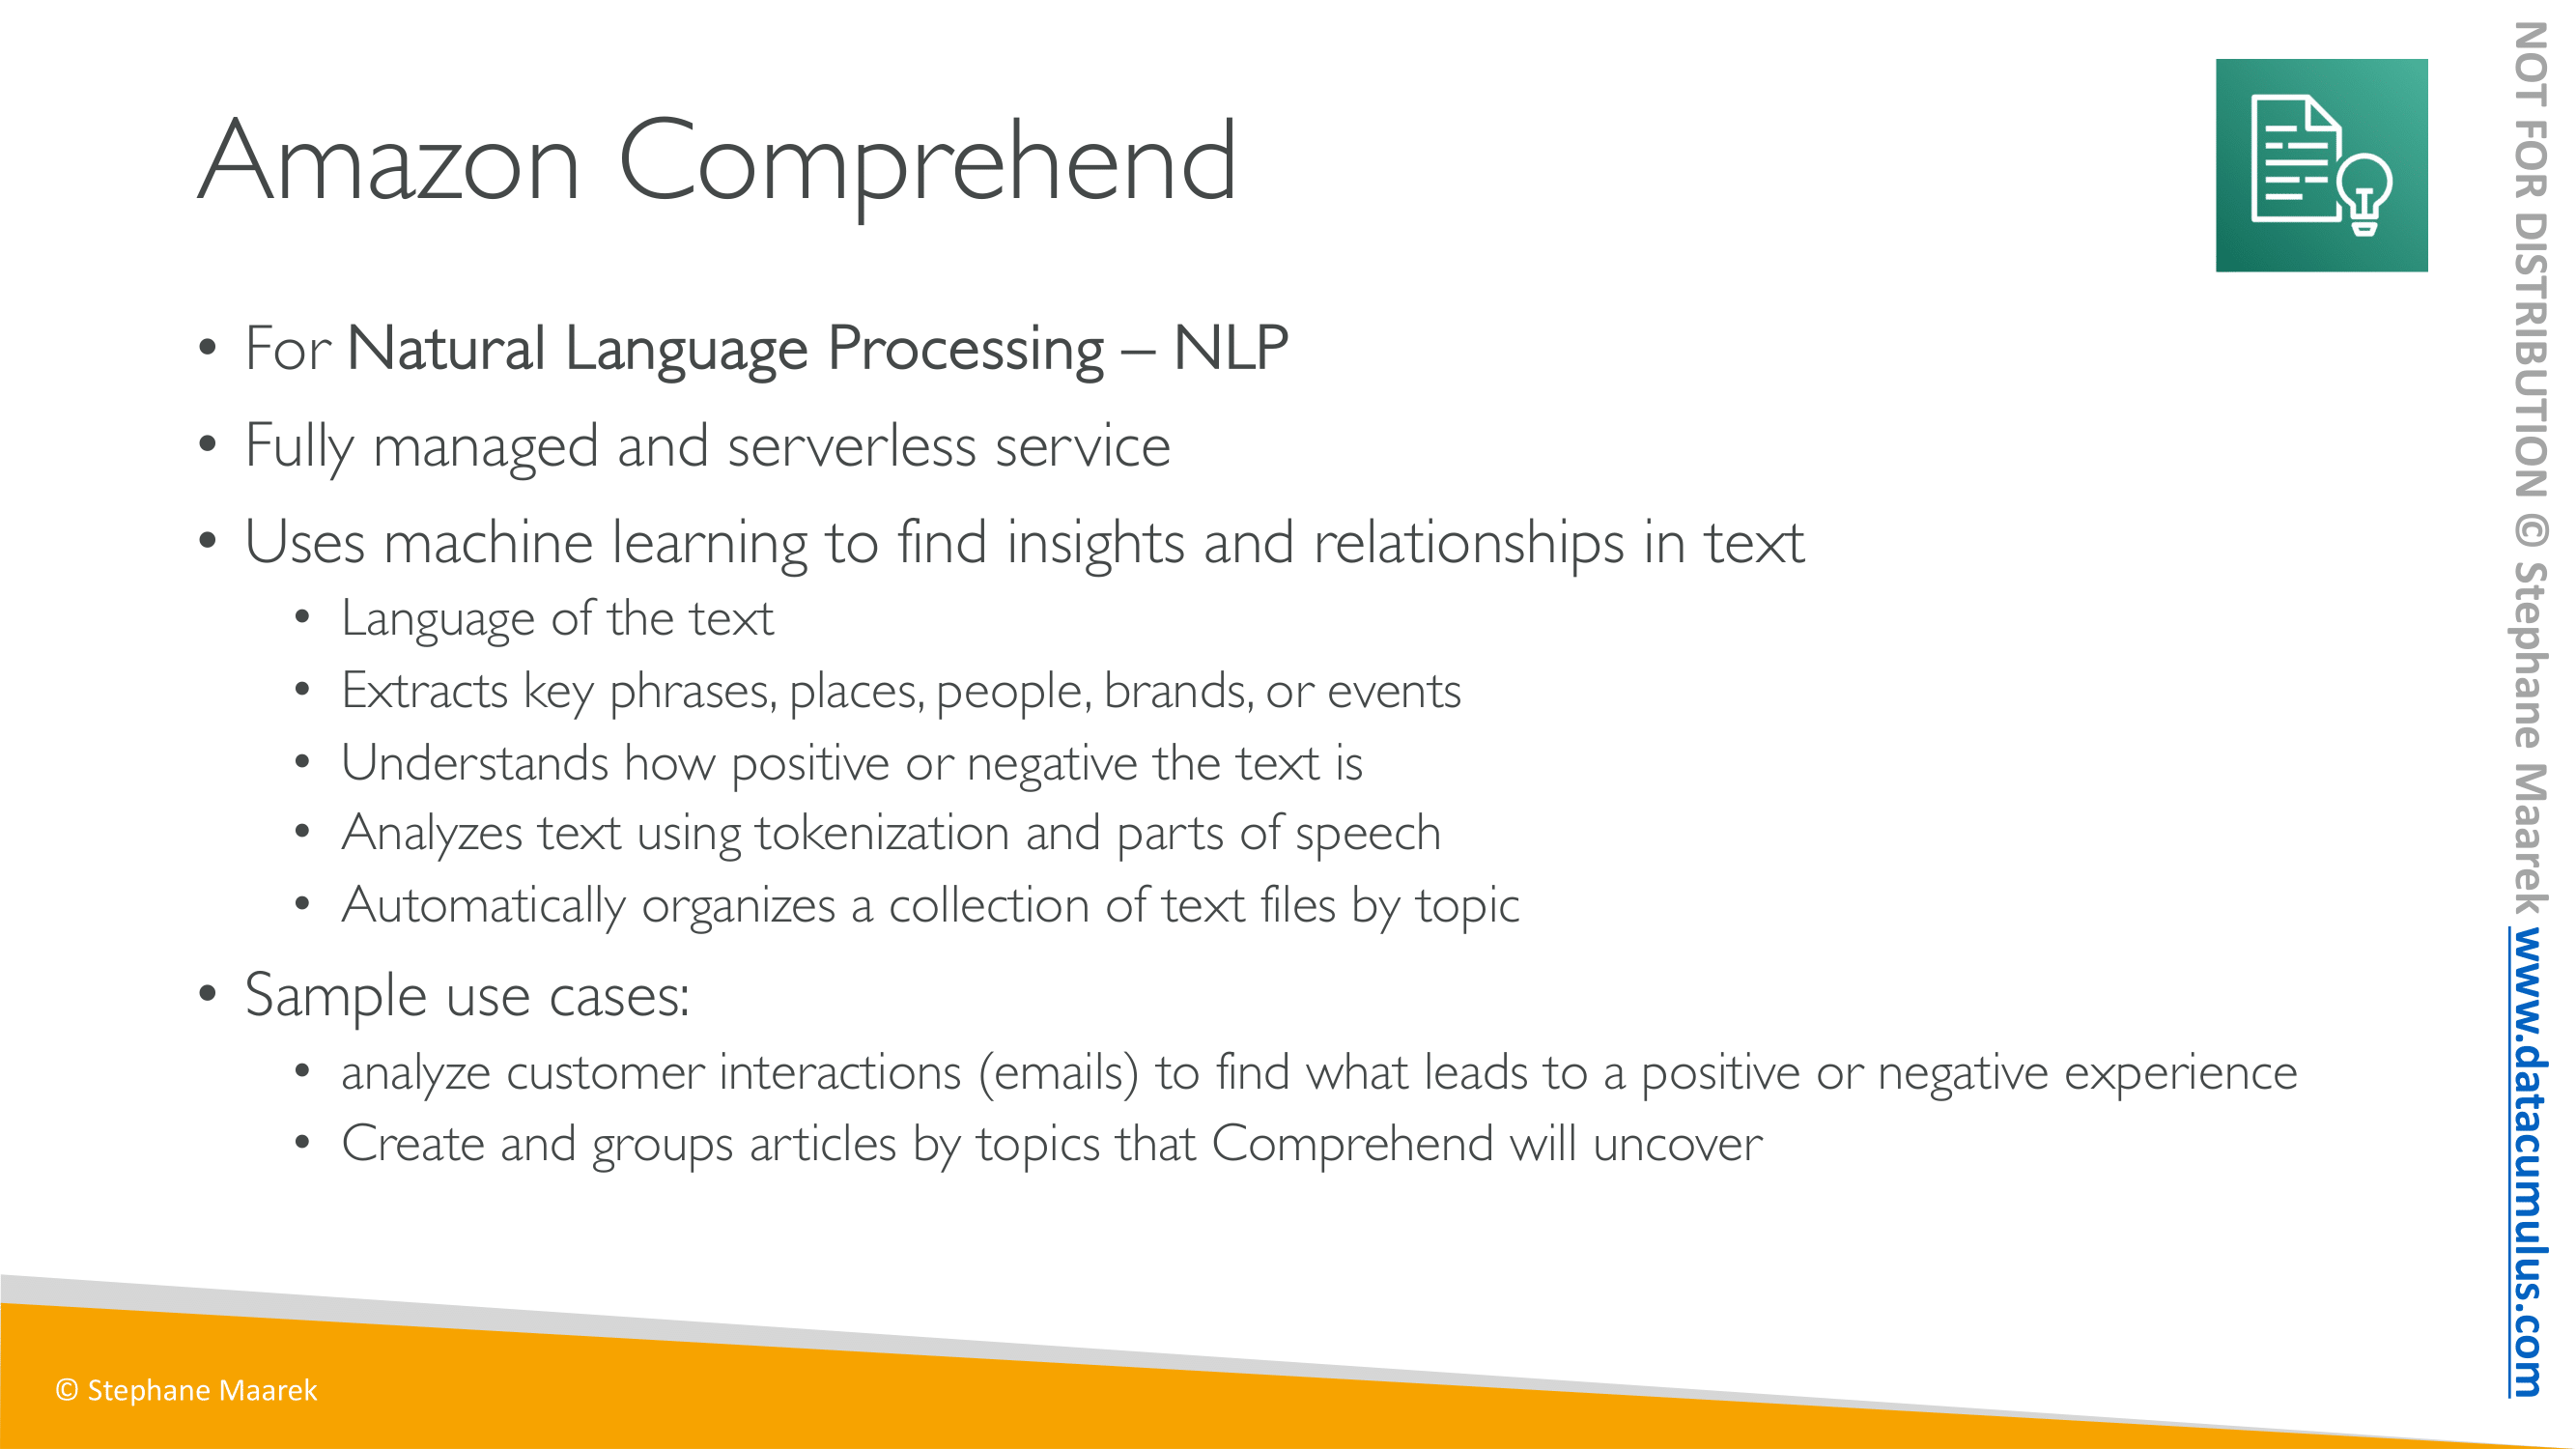 Amazon Comprehend
• For Natural Language Processing – NLP
• Fully managed and serverless service
• Uses machine learning to find insights and relationships in text
• Language of the text
• Extracts key phrases, places, people, brands, or events
• Understands how positive or negative the text is
• Analyzes text using tokenization and parts of speech
• Automatically organizes a collection of text files by topic
• Sample use cases:
• analyze customer interactions (emails) to find what leads to a positive or negative experience
• Create and groups articles by topics that Comprehend will uncover
© Stephane Maarek
NOT FOR DISTRIBUTION © Stephane Maarek www.datacumulus.com